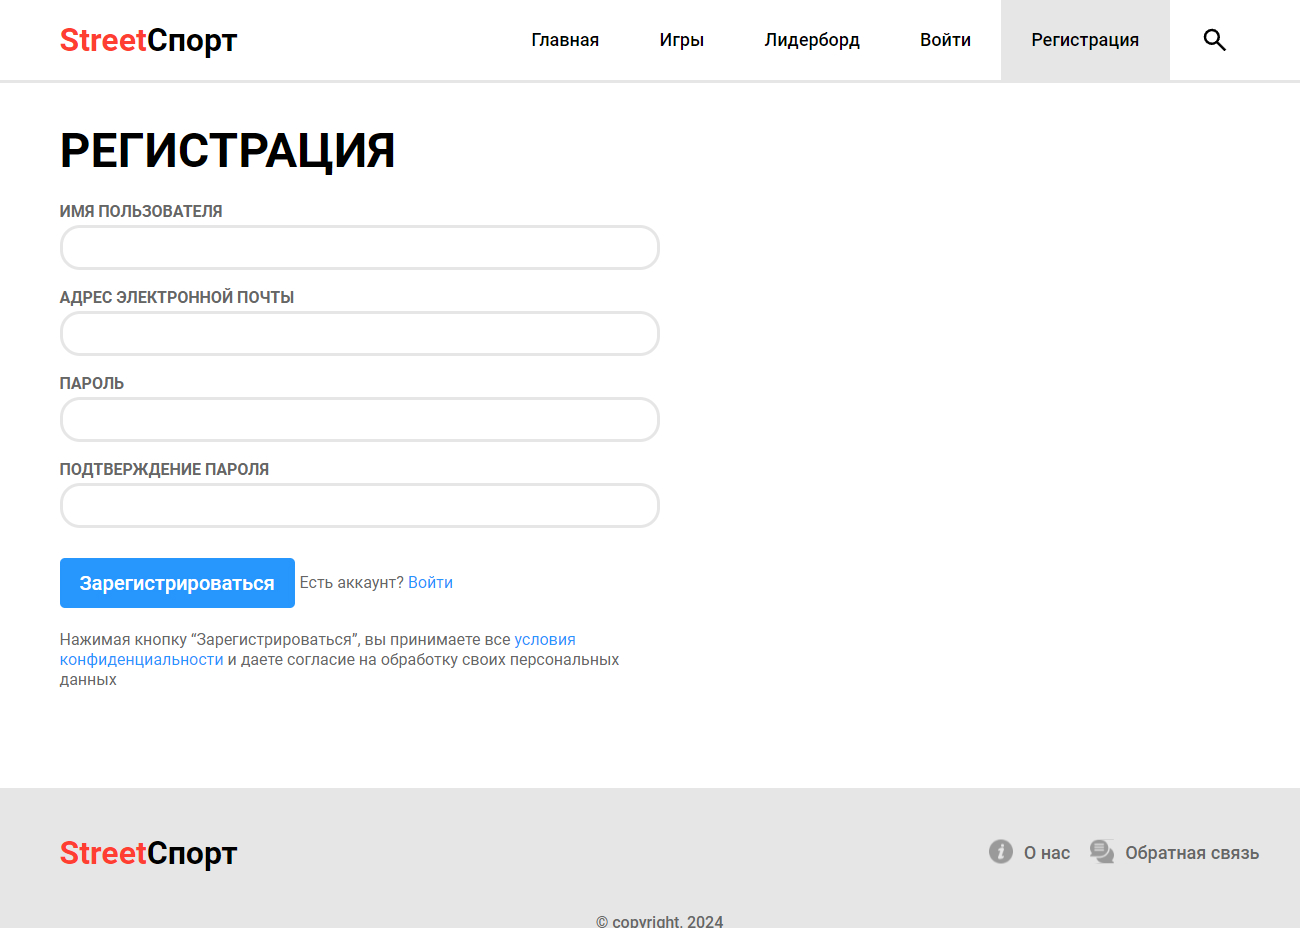 StreetСпорт
Главная Игры Лидерборд Войти Регистрация
РЕГИСТРАЦИЯ
ИМЯ ПОЛЬЗОВАТЕЛЯ
АДРЕС ЭЛЕКТРОННОЙ ПОЧТЫ
ПАРОЛЬ
ПОДТВЕРЖДЕНИЕ ПАРОЛЯ
Зарегистрироваться Есть аккаунт? Войти
Нажимая кнопку “Зарегистрироваться”, вы принимаете все условия
конфиденциальности и даете согласие на обработку своих персональных
данных
StreetСпорт
О нас Обратная связь
© copyright, 2024